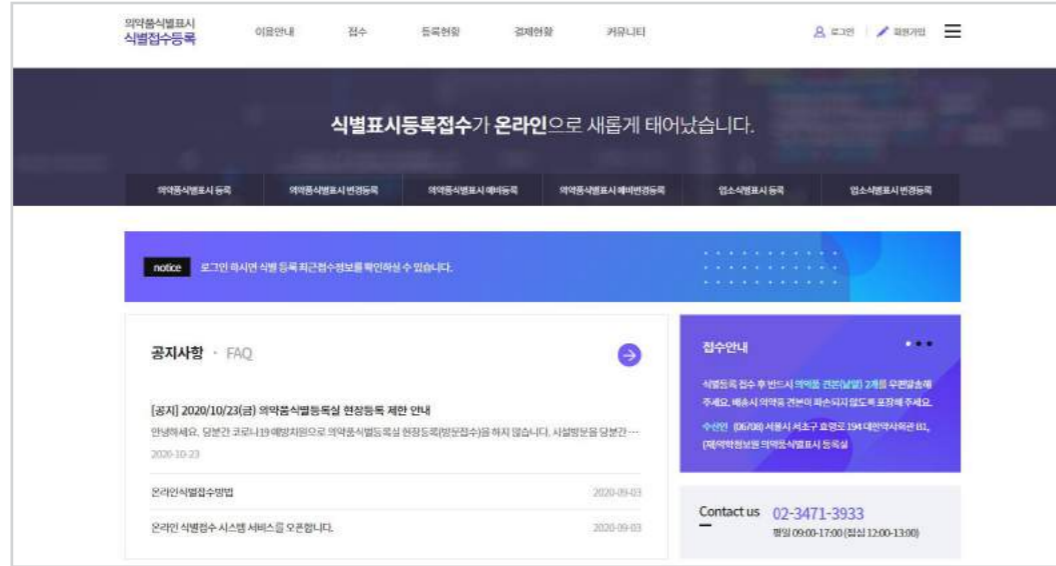 의약품식별표시
식별접수등록
이용안내 접수 등록현황 결제현황 커뮤니티
로그인 회원가입
식별표시등록접수가 온라인으로 새롭게 태어났습니다.
의약품식별표시 등록 의약품식별표시 변경등록 의약품식별표시 예비등록 의약품식별표시 예비변경등록 업소식별표시 등록 업소식별표시 변경등록
notice 로그인 하시면 식별 등록 최근접수정보를 확인하실 수 있습니다.
공지사항 · FAQ
[공지] 2020/10/23(금) 의약품식별등록실 현장등록 제한 안내
안녕하세요. 당분간 코로나19 예방차원으로 의약품식별등록실 현장등록(방문접수)을 하지 않습니다. 시설방문을 당분간 ···
2020-10-23
온라인식별접수방법 2020-09-03
온라인 식별접수 시스템 서비스를 오픈합니다. 2020-09-03
접수안내
식별등록 접수 후 반드시 의약품 견본(낱알) 2개를 우편발송해
주세요. 배송시 의약품 견본이 파손되지 않도록 포장해 주세요.
수신인 (06708) 서울시 서초구 효령로 194 대한약사회관 B1,
(재)약학정보원 의약품식별표시 등록실
Contact us 02-3471-3933
평일 09:00-17:00 (점심 12:00-13:00)